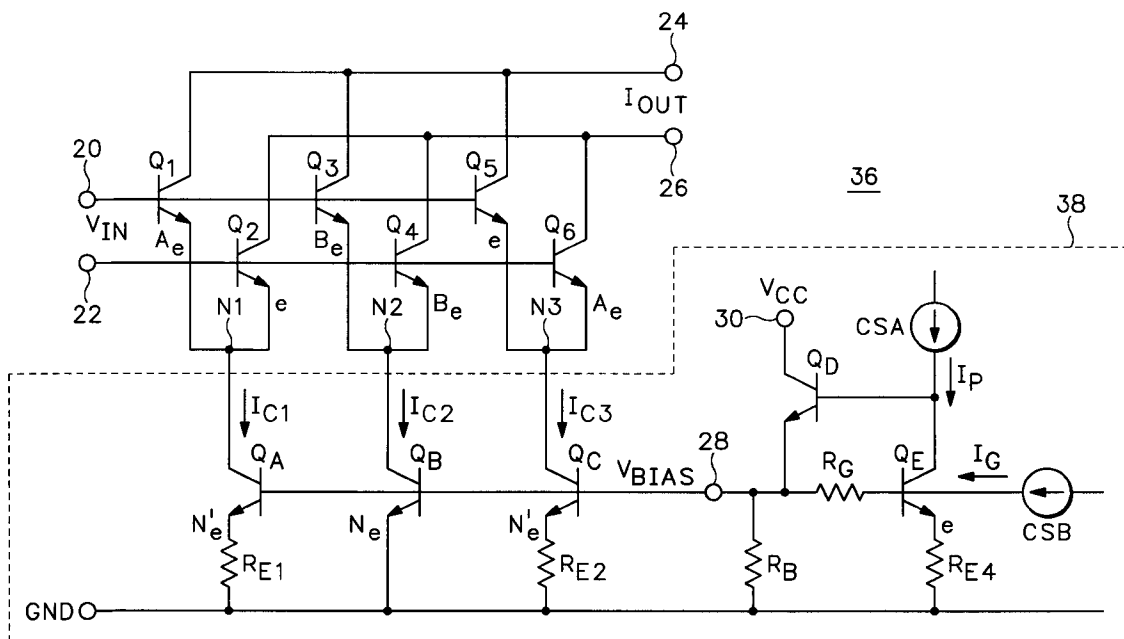 24
I_OUT
20
Q1
Q3
Q5
26
36
V_IN
A_e
Q2
B_e
Q4
e
Q6
38
22
N1
e
N2
B_e
N3
A_e
V_CC
30
CSA
Q_D
I_P
I_C1
I_C2
I_C3
28
Q_A
Q_B
Q_C
V_BIAS
R_G
Q_E
I_G
N'_e
N_e
N'_e
e
CSB
R_E1
R_E2
R_B
R_E4
GND